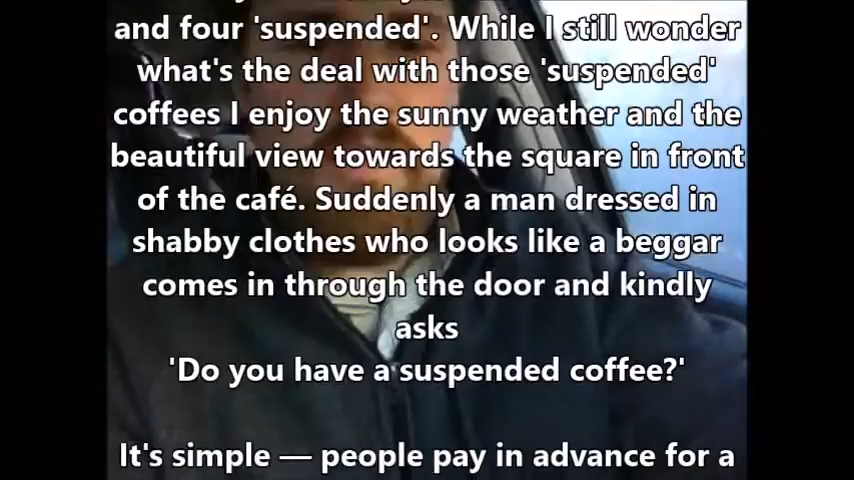 and four 'suspended'. While I still wonder
what's the deal with those 'suspended'
coffees I enjoy the sunny weather and the
beautiful view towards the square in front
of the café. Suddenly a man dressed in
shabby clothes who looks like a beggar
comes in through the door and kindly
asks
'Do you have a suspended coffee?'
It's simple — people pay in advance for a